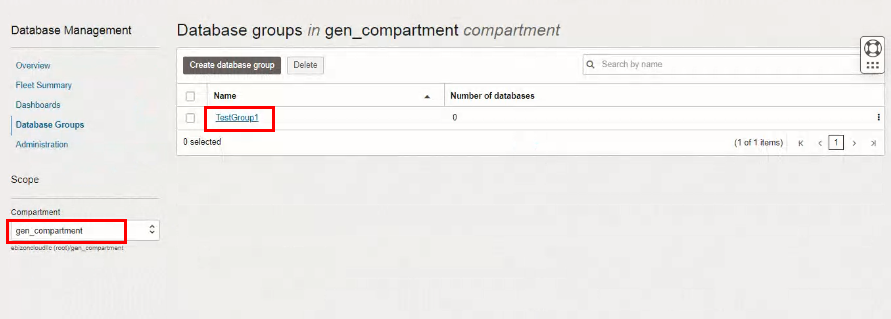 Database Management
Overview
Fleet Summary
Dashboards
Database Groups
Administration
Scope
Compartment
gen_compartment
ebizoncloudllc (root)/gen_compartment
Database groups in gen_compartment compartment
Create database group
Delete
Search by name
Name
Number of databases
TestGroup1
0
0 selected
(1 of 1 items)
1